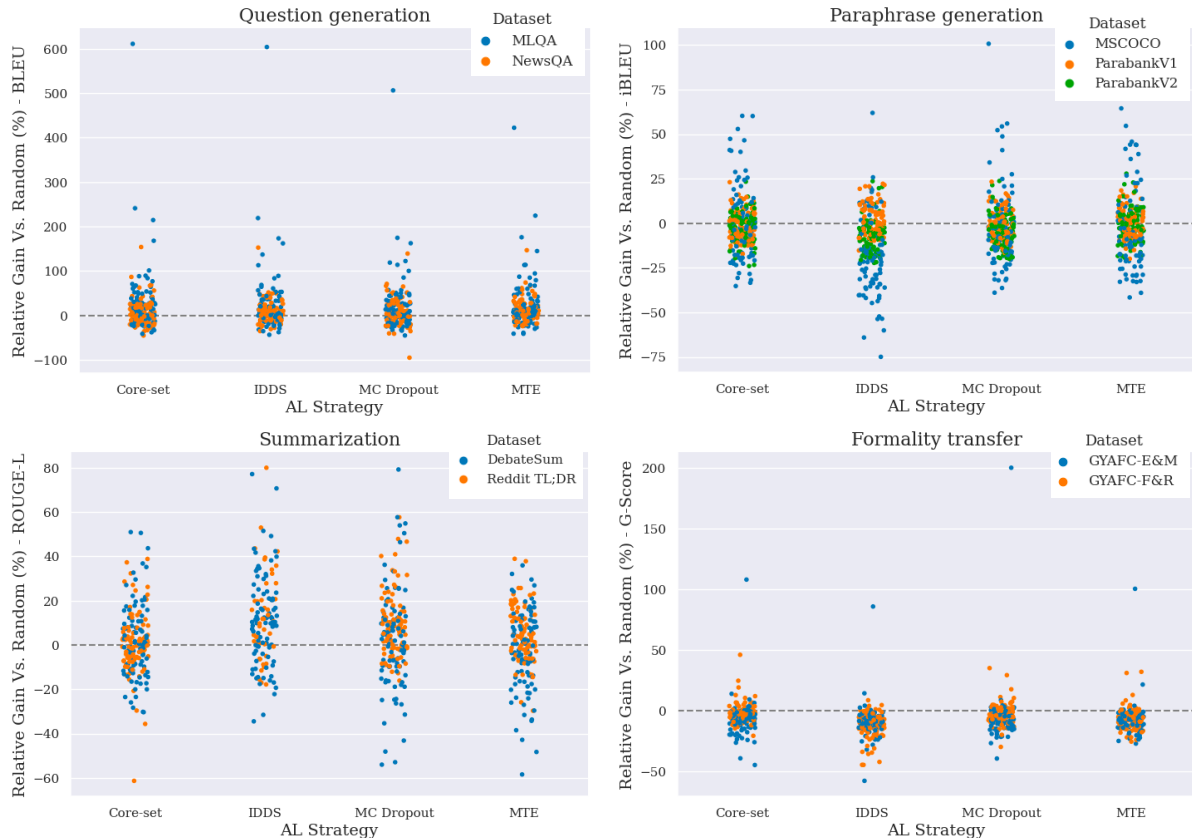 Question generation
Dataset
MLQA
NewsQA
Relative Gain Vs. Random (%) - BLEU
600
500
400
300
200
100
0
−100
Core-set
IDDS
MC Dropout
MTE
AL Strategy
Paraphrase generation
Dataset
MSCOCO
ParabankV1
ParabankV2
Relative Gain Vs. Random (%) - iBLEU
100
75
50
25
0
−25
−50
−75
Core-set
IDDS
MC Dropout
MTE
AL Strategy
Summarization
Dataset
DebateSum
Reddit TL;DR
Relative Gain Vs. Random (%) - ROUGE-L
80
60
40
20
0
−20
−40
−60
Core-set
IDDS
MC Dropout
MTE
AL Strategy
Formality transfer
Dataset
GYAFC-E&M
GYAFC-F&R
Relative Gain Vs. Random (%) - G-Score
200
150
100
50
0
−50
Core-set
IDDS
MC Dropout
MTE
AL Strategy